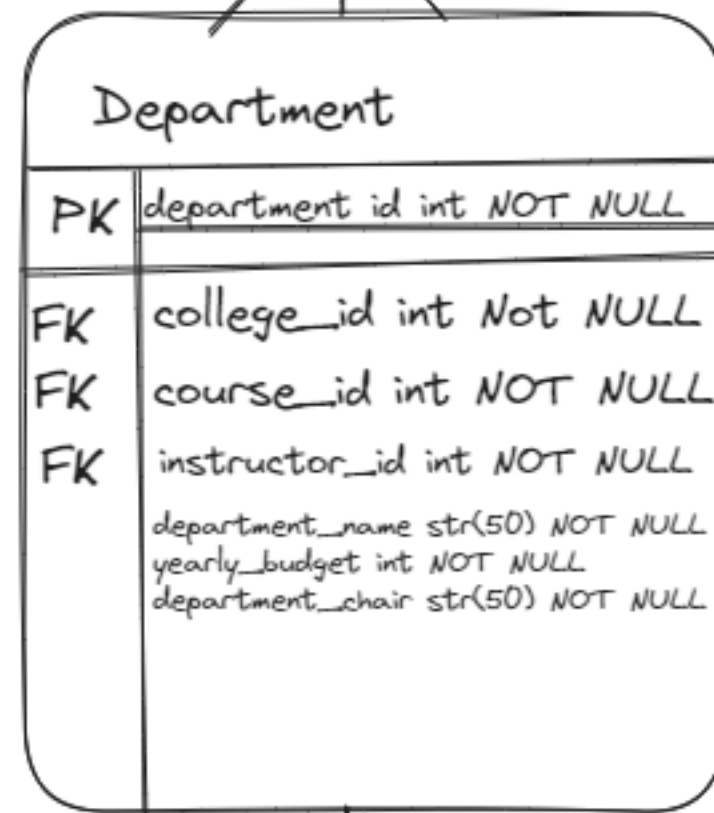 Department
PK department id int NOT NULL
FK college_id int Not NULL
FK course_id int NOT NULL
FK instructor_id int NOT NULL
department_name str(50) NOT NULL
yearly_budget int NOT NULL
department_chair str(50) NOT NULL